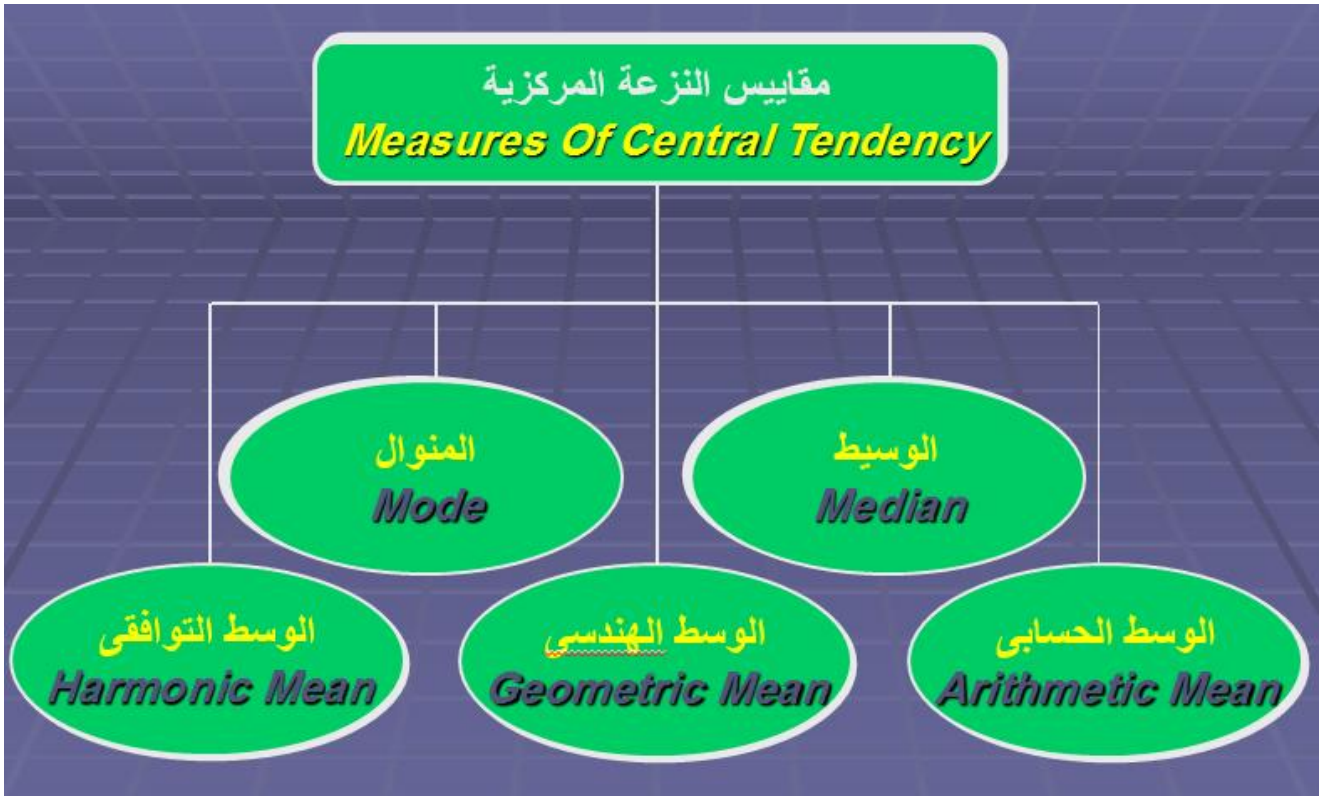 مقاييس النزعة المركزية
Measures Of Central Tendency
الوسيط
Median
المنوال
Mode
الوسط الحسابى
Arithmetic Mean
الوسط الهندسي
Geometric Mean
الوسط التوافقى
Harmonic Mean